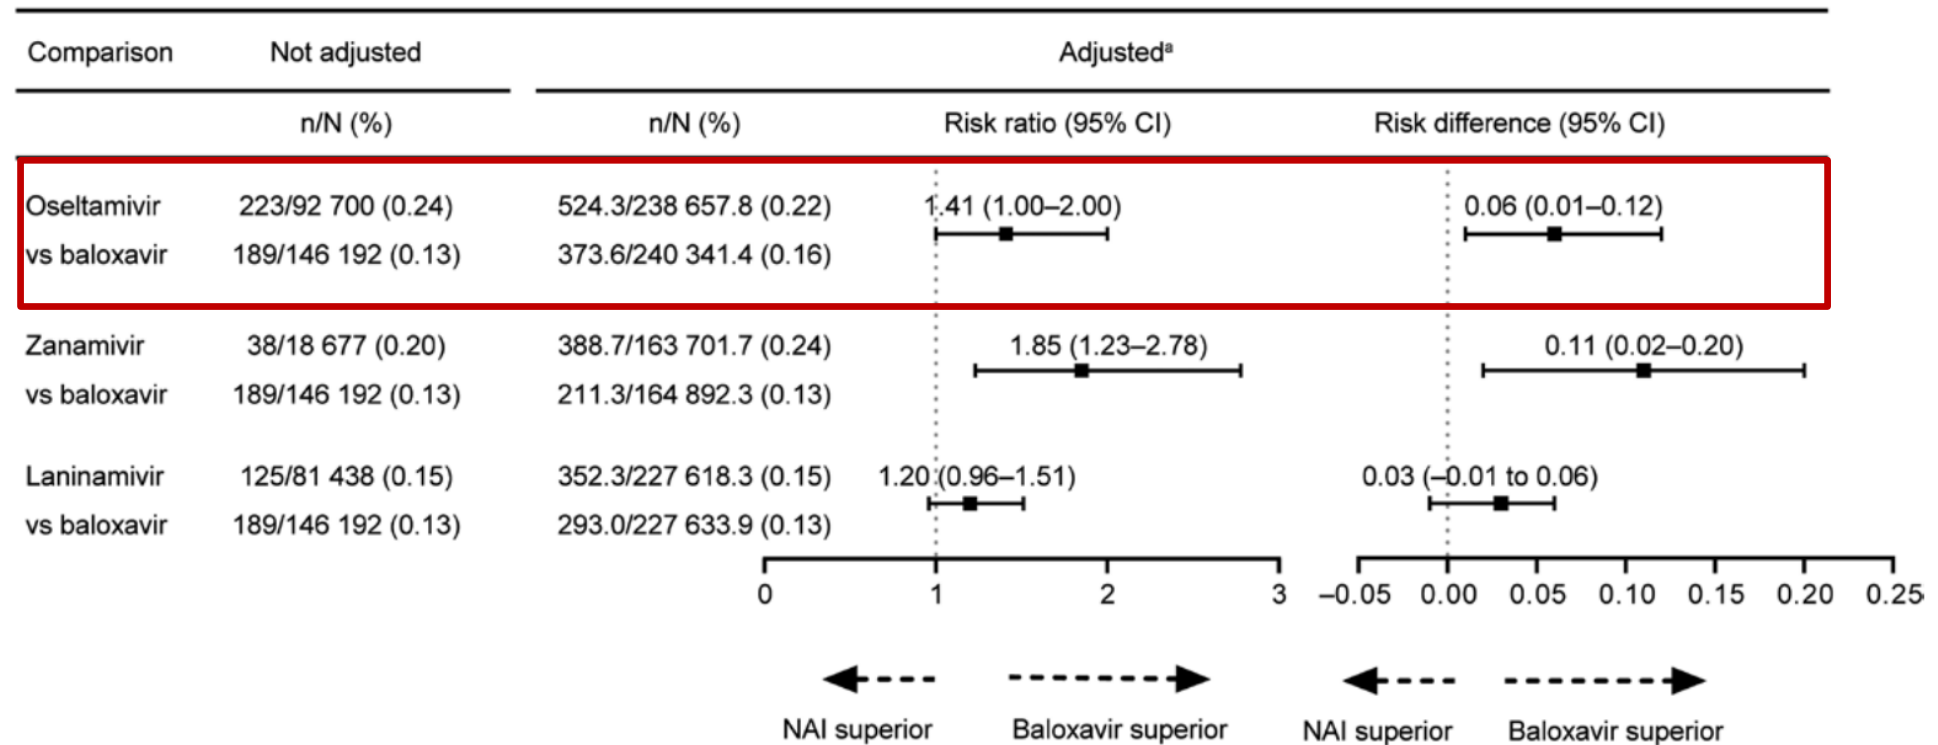 Comparison Not adjusted Adjustedª
n/N (%) n/N (%) Risk ratio (95% CI) Risk difference (95% CI)
Oseltamivir 223/92 700 (0.24) 524.3/238 657.8 (0.22) 1.41 (1.00–2.00) 0.06 (0.01–0.12)
vs baloxavir 189/146 192 (0.13) 373.6/240 341.4 (0.16)
Zanamivir 38/18 677 (0.20) 388.7/163 701.7 (0.24) 1.85 (1.23–2.78) 0.11 (0.02–0.20)
vs baloxavir 189/146 192 (0.13) 211.3/164 892.3 (0.13)
Laninamivir 125/81 438 (0.15) 352.3/227 618.3 (0.15) 1.20 (0.96–1.51) 0.03 (–0.01 to 0.06)
vs baloxavir 189/146 192 (0.13) 293.0/227 633.9 (0.13)
0 1 2 3 –0.05 0.00 0.05 0.10 0.15 0.20 0.25
NAI superior Baloxavir superior NAI superior Baloxavir superior